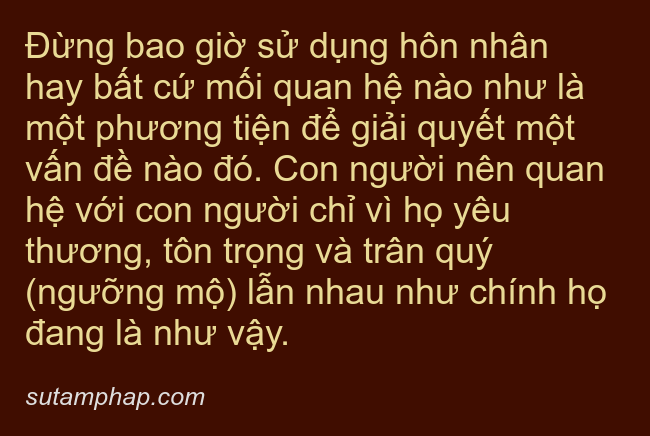 Đừng bao giờ sử dụng hôn nhân
hay bất cứ mối quan hệ nào như là
một phương tiện để giải quyết một
vấn đề nào đó. Con người nên quan
hệ với con người chỉ vì họ yêu
thương, tôn trọng và trân quý
(ngưỡng mộ) lẫn nhau như chính họ
đang là như vậy.
sutamphap.com